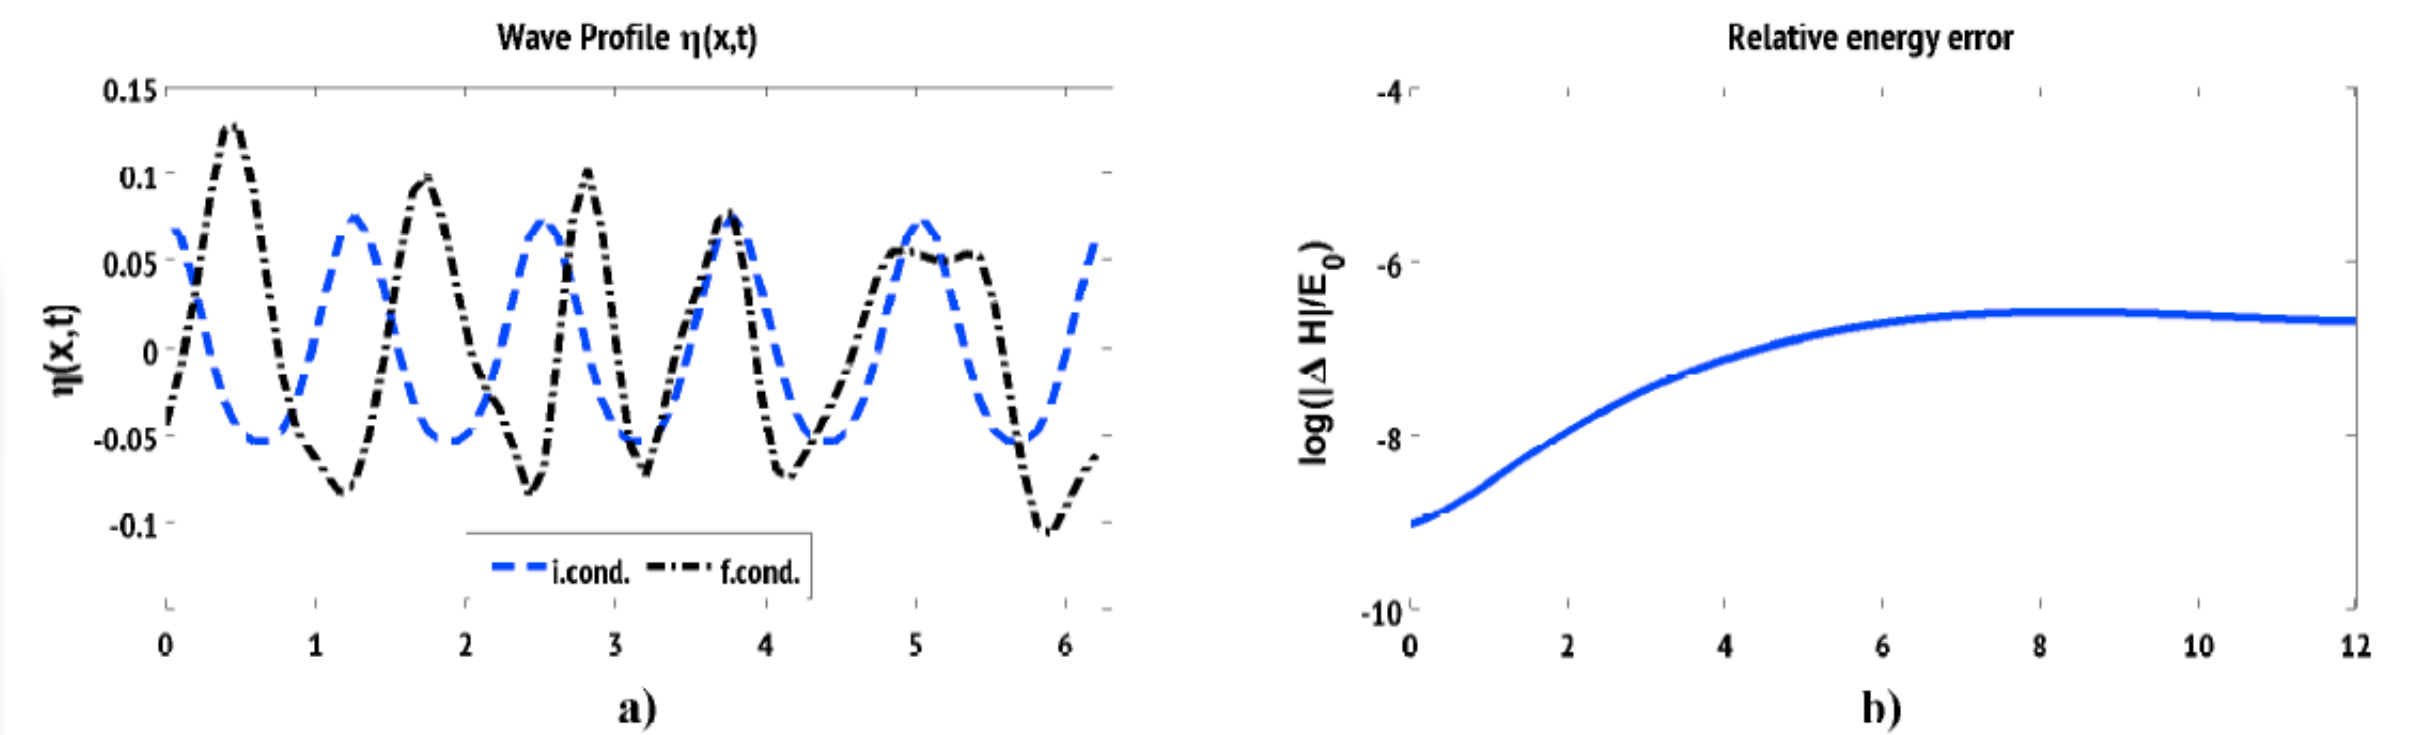 Wave Profile η(x,t)
0.15
0.1
0.05
0
-0.05
-0.1
η(x,t)
i.cond. f.cond.
0 1 2 3 4 5 6
a)
Relative energy error
-4
-6
-8
-10
log(|Δ H|/E0)
0 2 4 6 8 10 12
b)